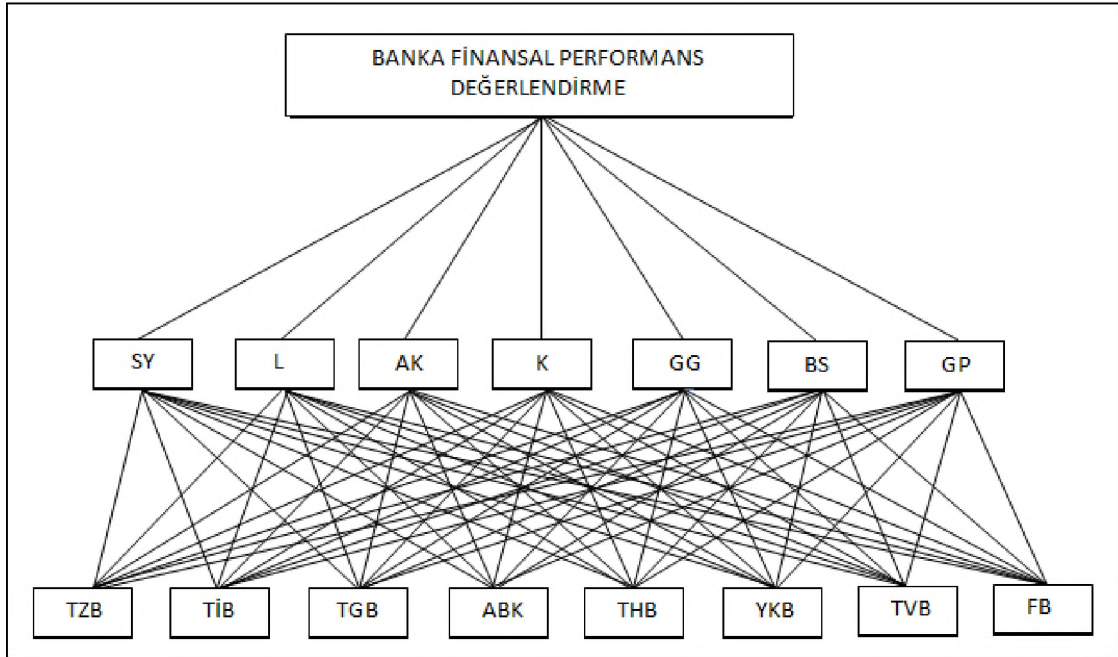 BANKA FİNANSAL PERFORMANS
DEĞERLENDİRME
SY L AK K GG BS GP
TZB TİB TGB ABK THB YKB TVB FB